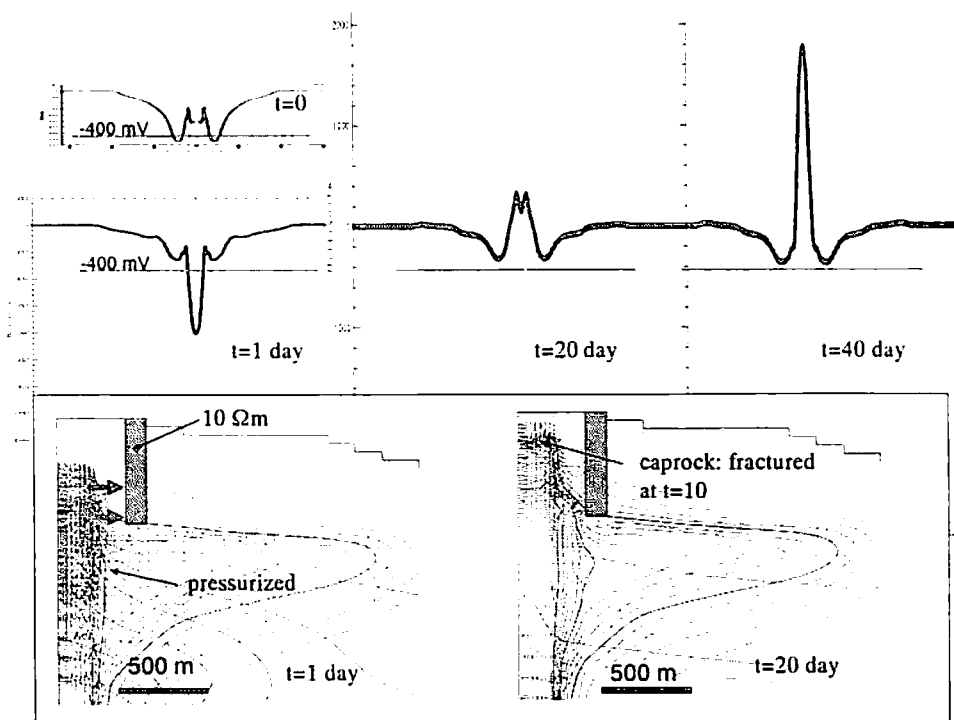 t=0
-400 mV
-400 mV
t=1 day
t=20 day
t=40 day
10 Ωm
pressurized
500 m
t=1 day
caprock: fractured
at t=10
500 m
t=20 day